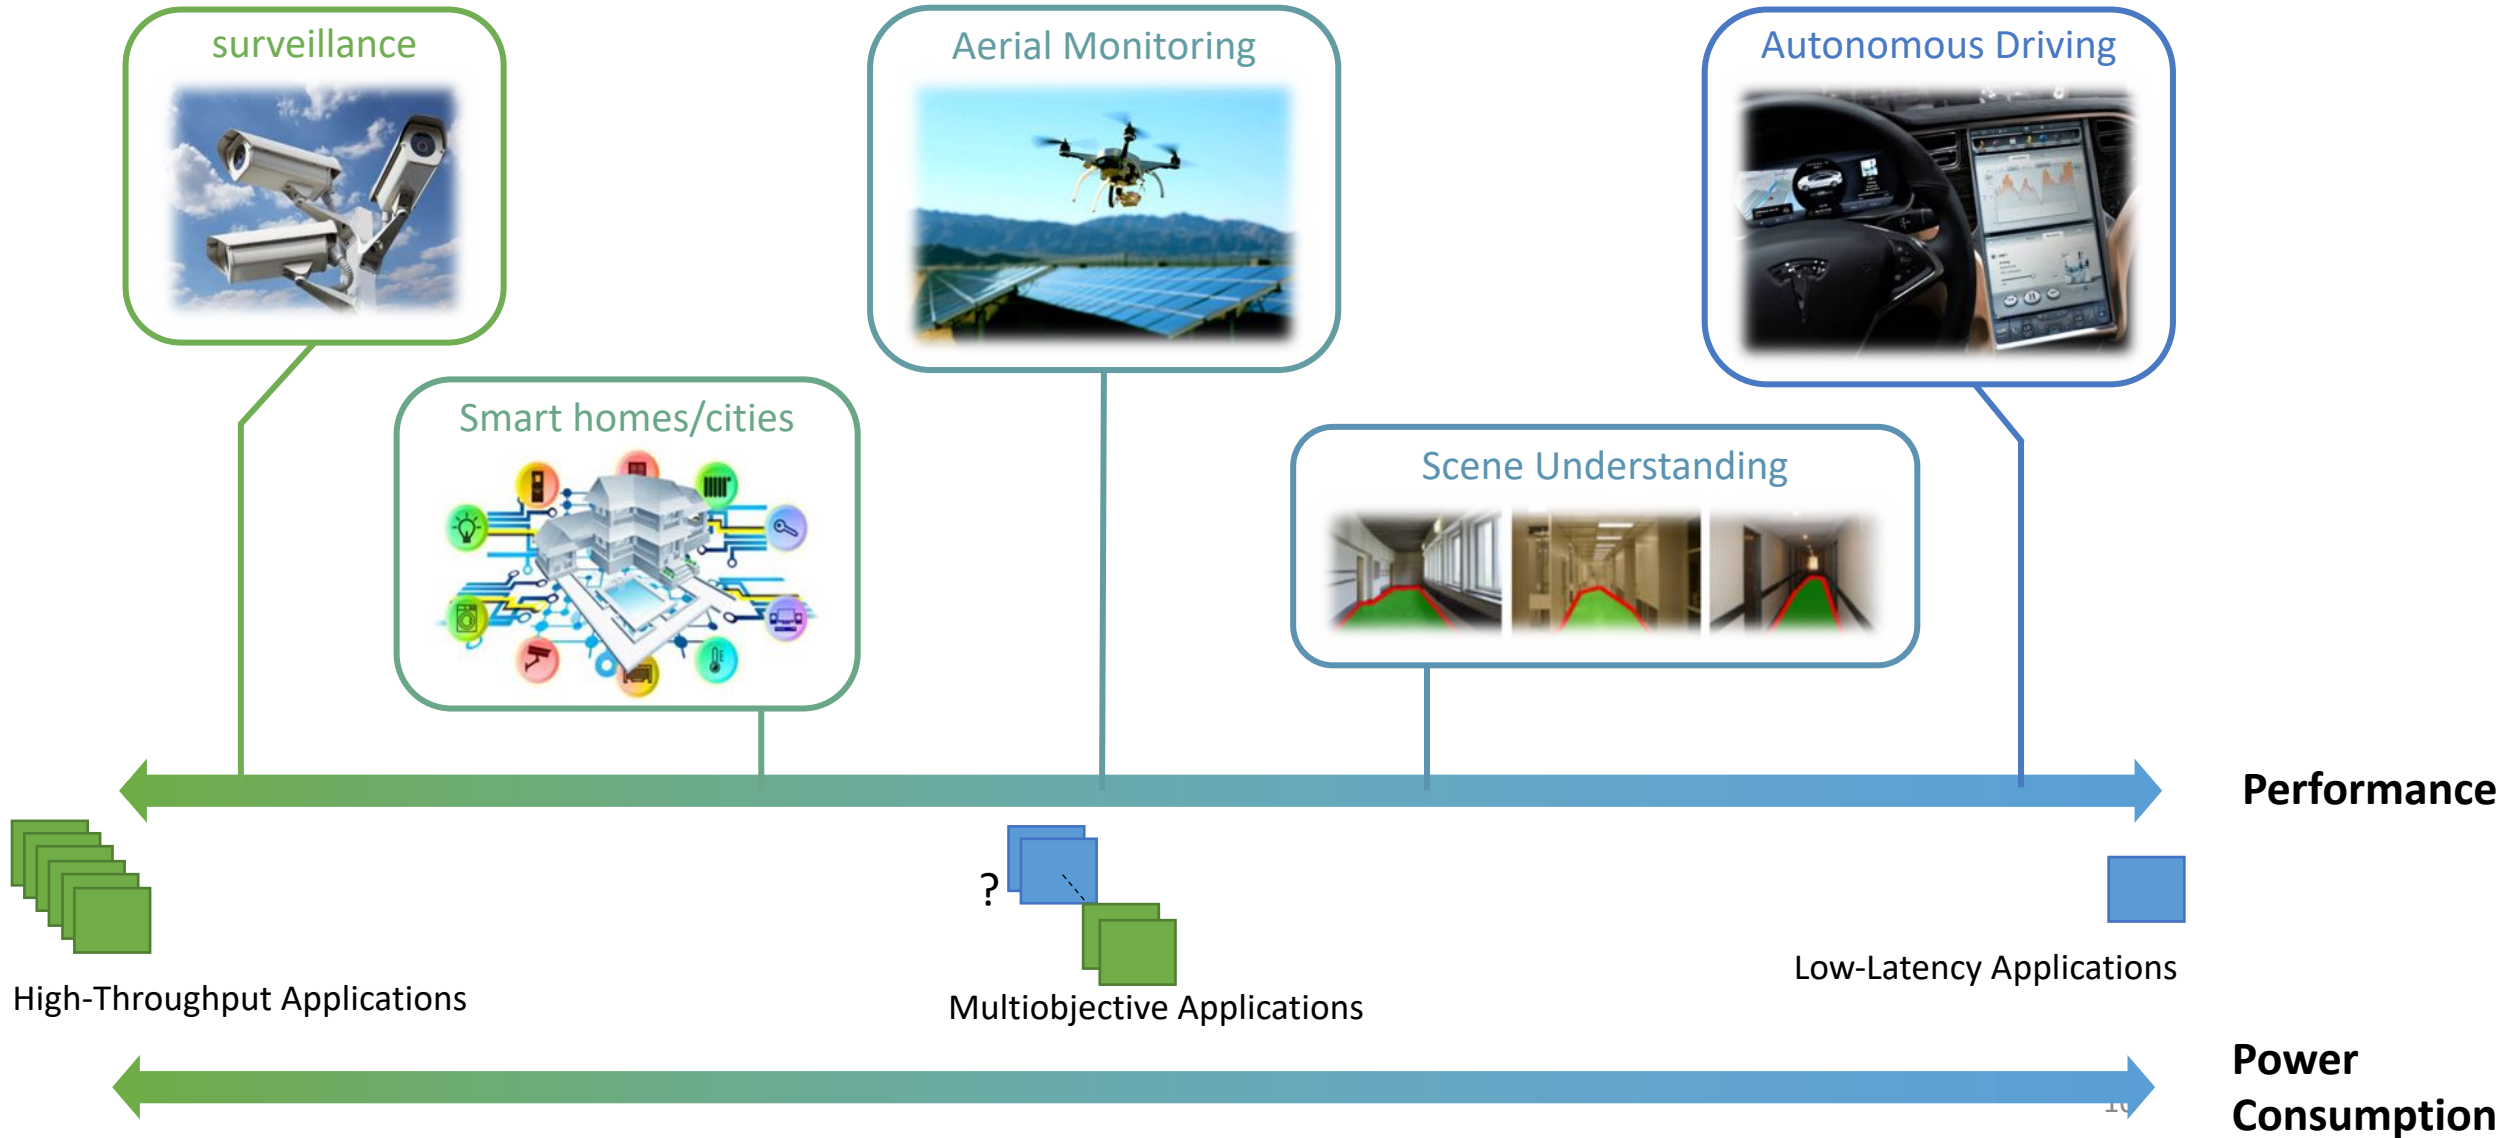 surveillance
Aerial Monitoring
Autonomous Driving
Smart homes/cities
Scene Understanding
Performance
?
High-Throughput Applications
Multiobjective Applications
Low-Latency Applications
Power
Consumption